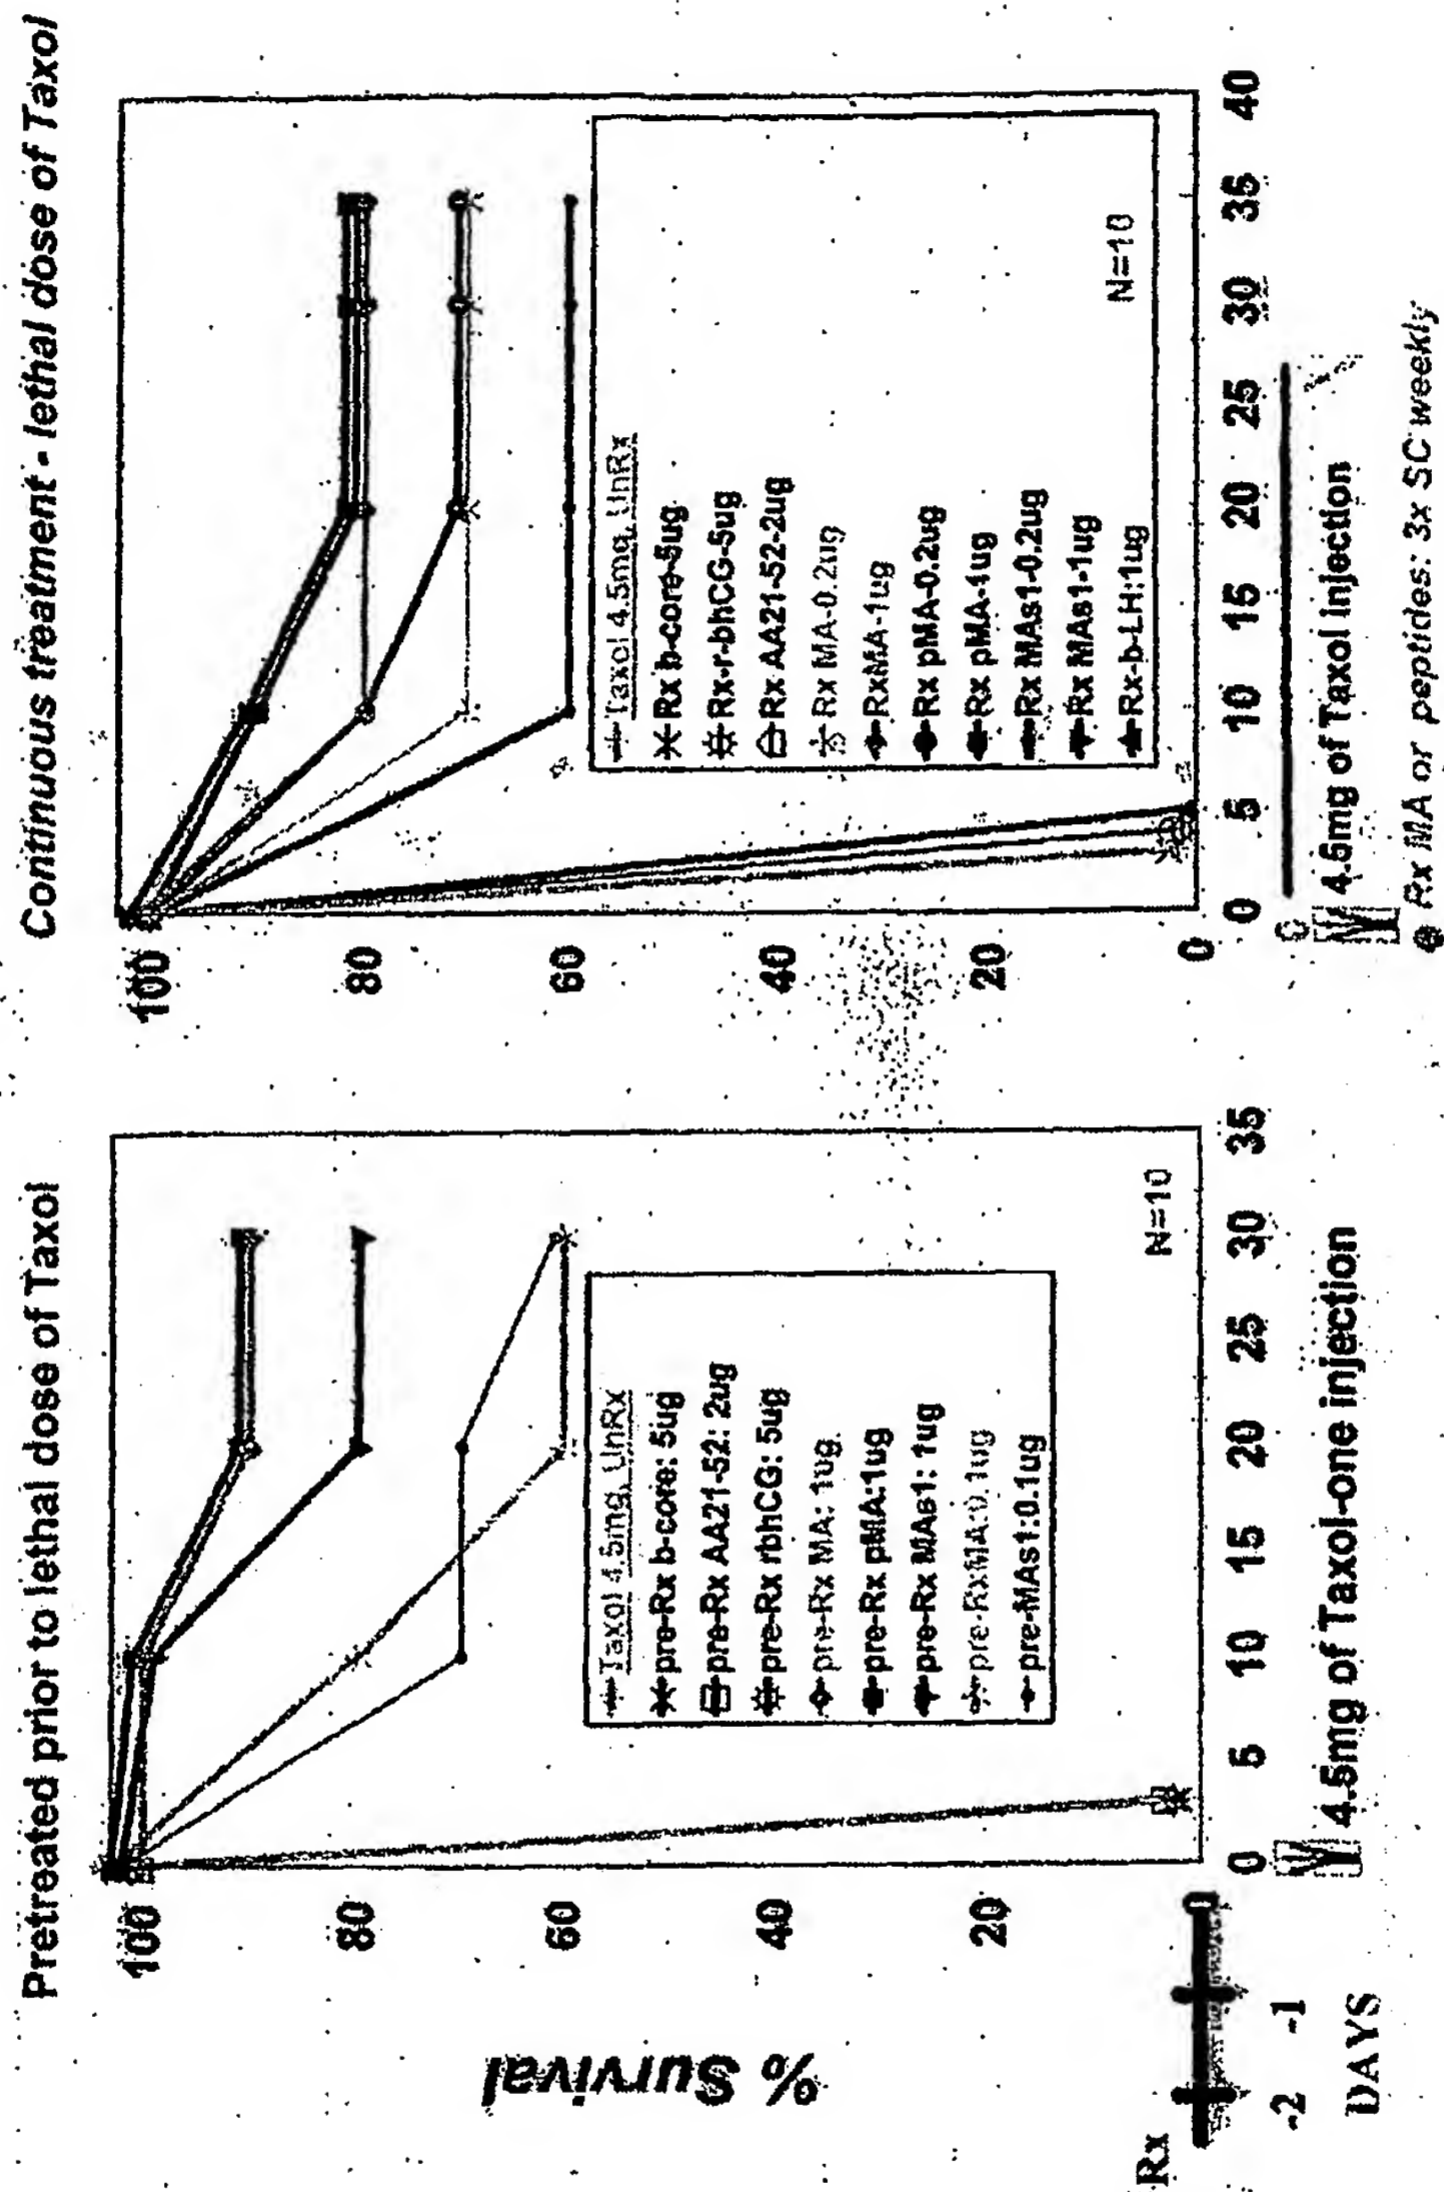 Pretreated prior to lethal dose of Taxol
% Survival
100
80
60
40
20
0
Taxol 4.5mg, UnRx
pre-Rx b-core: 5ug
pre-Rx AA21-52: 2ug
pre-Rx rbhCG: 5ug
pre-Rx MA: 1ug
pre-Rx pMA:1ug
pre-Rx MAs1: 1ug
pre-RxMA:0.1ug
pre-MAs1:0.1ug
N=10
0 5 10 15 20 25 30 35
Rx
-2 -1
DAYS
4.5mg of Taxol-one injection
Continuous treatment - lethal dose of Taxol
100
80
60
40
20
0
Taxol 4.5mg, UnRx
Rx b-core-5ug
Rx-r-bhCG-5ug
Rx AA21-52-2ug
Rx MA-0.2ug
RxMA-1ug
Rx pMA-0.2ug
Rx pMA-1ug
Rx MAs1-0.2ug
Rx MAs1-1ug
Rx-b-LH:1ug
N=10
0 5 10 15 20 25 30 35 40
4.5mg of Taxol Injection
Rx MA or peptides: 3x SC weekly